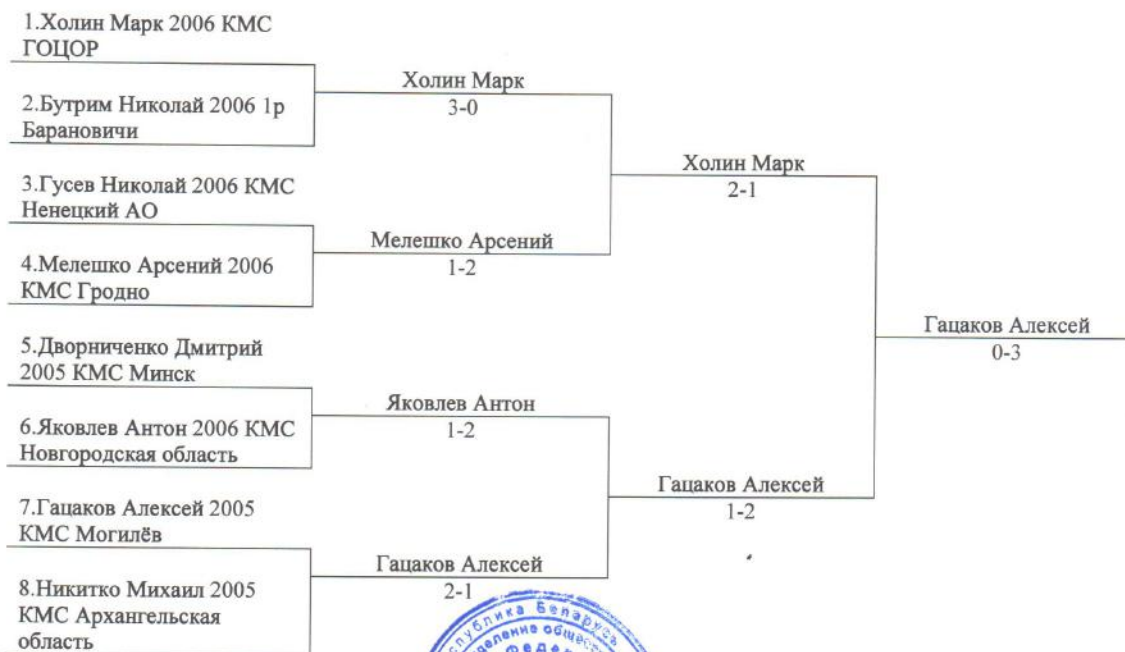 1.Холин Марк 2006 КМС
ГОЦОР
2.Бутрим Николай 2006 1р
Барановичи
3.Гусев Николай 2006 КМС
Ненецкий АО
4.Мелешко Арсений 2006
КМС Гродно
5.Дворниченко Дмитрий
2005 КМС Минск
6.Яковлев Антон 2006 КМС
Новгородская область
7.Гацаков Алексей 2005
КМС Могилёв
8.Никитко Михаил 2005
КМС Архангельская
область
Холин Марк
3-0
Мелешко Арсений
1-2
Яковлев Антон
1-2
Гацаков Алексей
2-1
Холин Марк
2-1
Гацаков Алексей
1-2
Гацаков Алексей
0-3
Беларусь